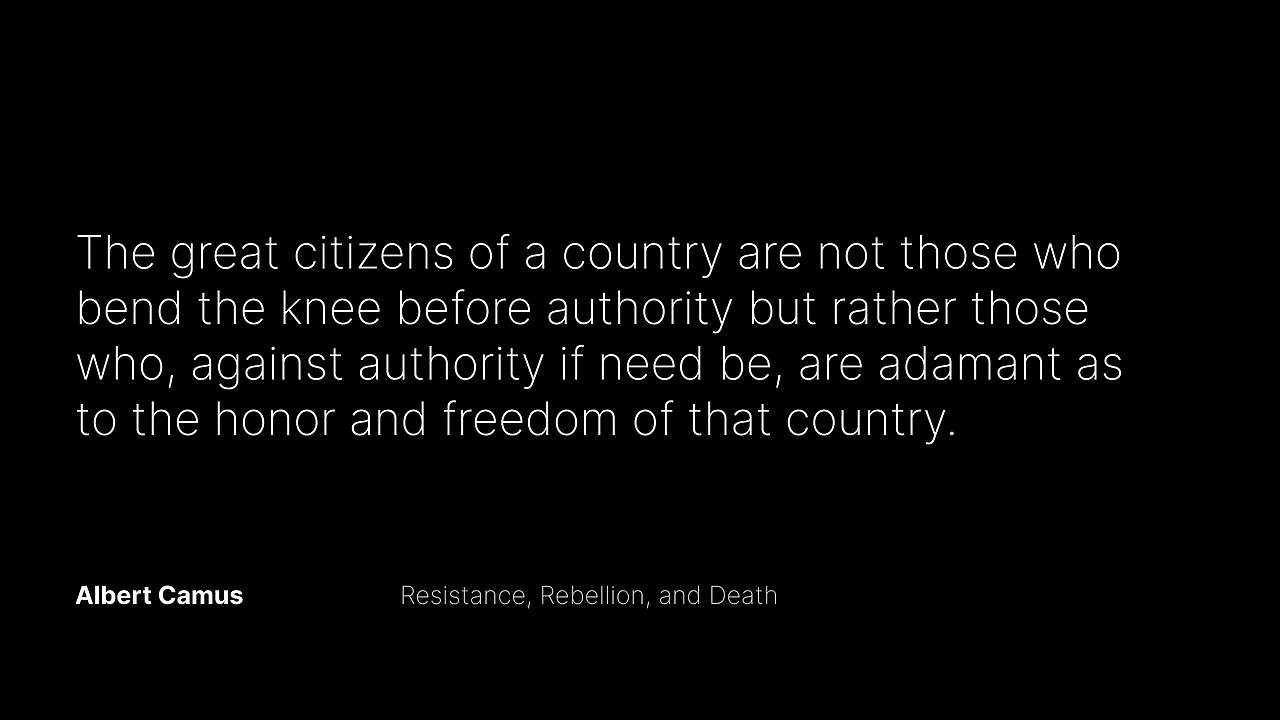 The great citizens of a country are not those who
bend the knee before authority but rather those
who, against authority if need be, are adamant as
to the honor and freedom of that country.
Albert Camus
Resistance, Rebellion, and Death